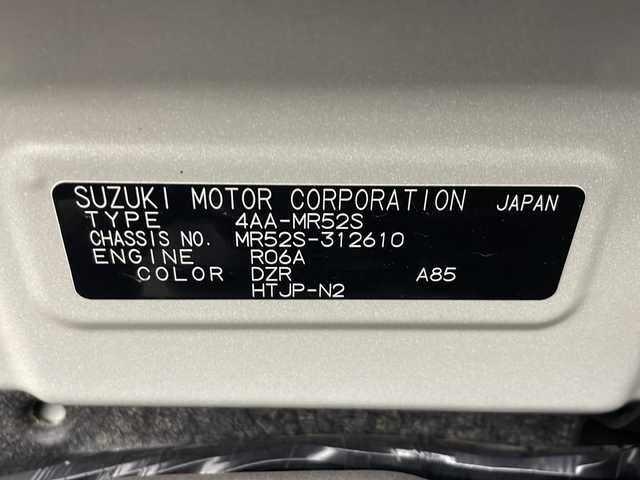 SUZUKI MOTOR CORPORATION JAPAN
TYPE 4AA-MR52S
CHASSIS NO. MR52S-312610
ENGINE R06A
COLOR DZR A85
HTJP-N2